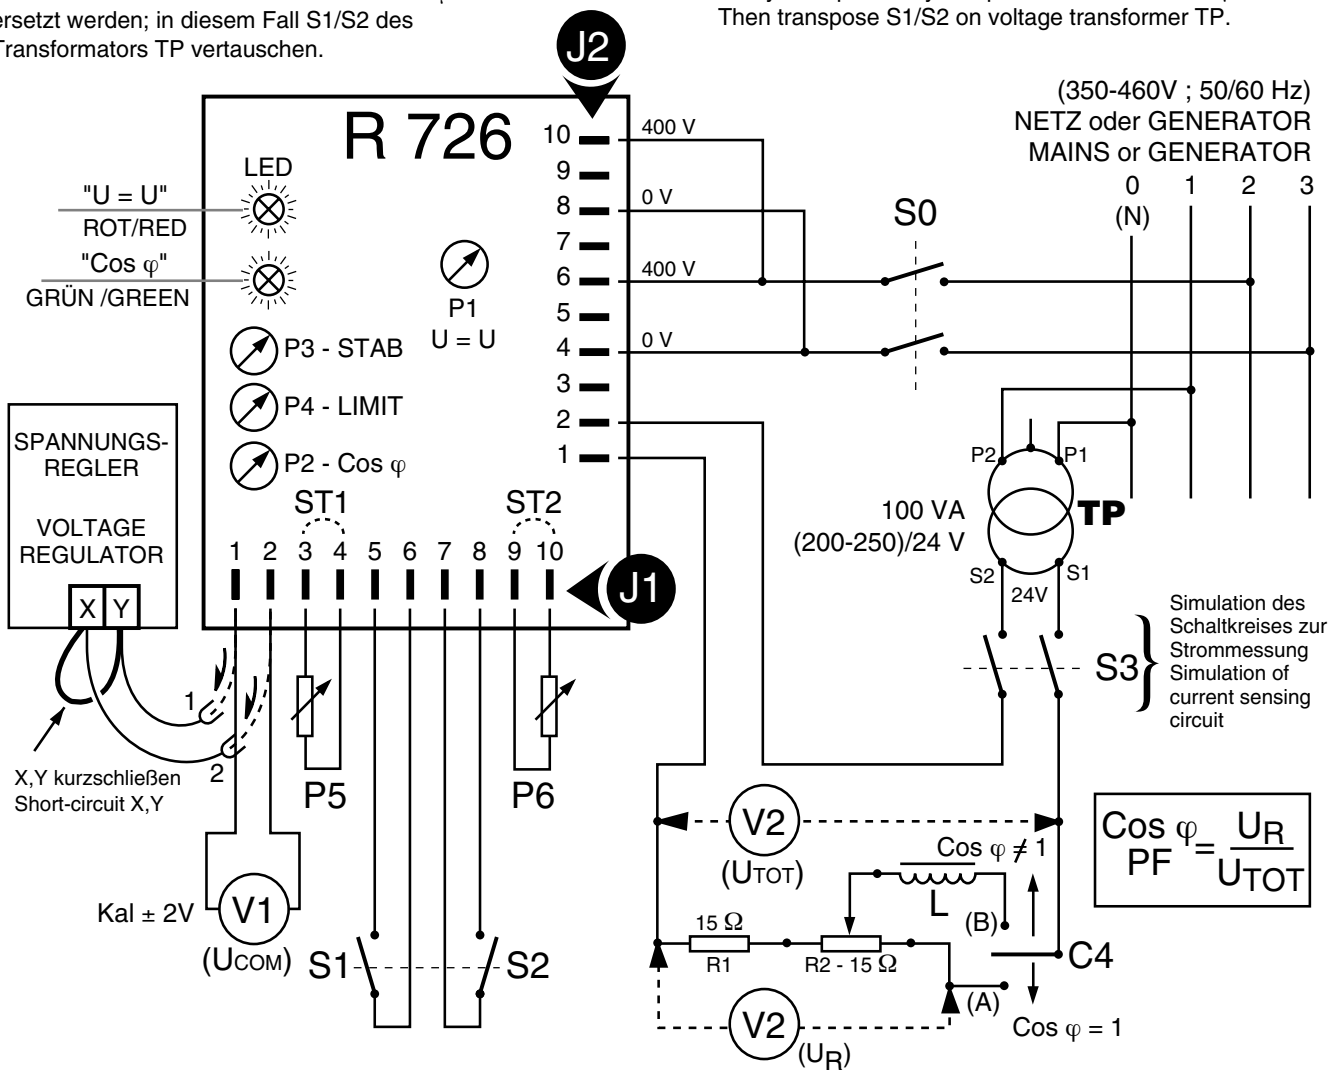 ersetzt werden; in diesem Fall S1/S2 des
Transformators TP vertauschen.
Then transpose S1/S2 on voltage transformer TP.
J2
(350-460V ; 50/60 Hz)
NETZ oder GENERATOR
MAINS or GENERATOR
0 1 2 3
(N)
R 726
10 400 V
9
8 0 V
7
6 400 V
5
4 0 V
3
2
1
S0
LED
"U = U"
ROT/RED
"Cos φ"
GRÜN /GREEN
P1
U = U
P3 - STAB
P4 - LIMIT
P2 - Cos φ
SPANNUNGS-
REGLER
VOLTAGE
REGULATOR
X Y
ST1 ST2
1 2 3 4 5 6 7 8 9 10
J1
P2 P1
100 VA
(200-250)/24 V
TP
S2 S1
24V
S3
Simulation des
Schaltkreises zur
Strommessung
Simulation of
current sensing
circuit
1
2
X,Y kurzschließen
Short-circuit X,Y
P5 P6
Kal ± 2V
V1
(UCOM)
S1 S2
V2
(UTOT)
Cos φ ≠ 1
L
(B)
15 Ω
R1
R2 - 15 Ω
C4
(A)
Cos φ = 1
V2
(UR)
Cos φ = UR
PF UTOT